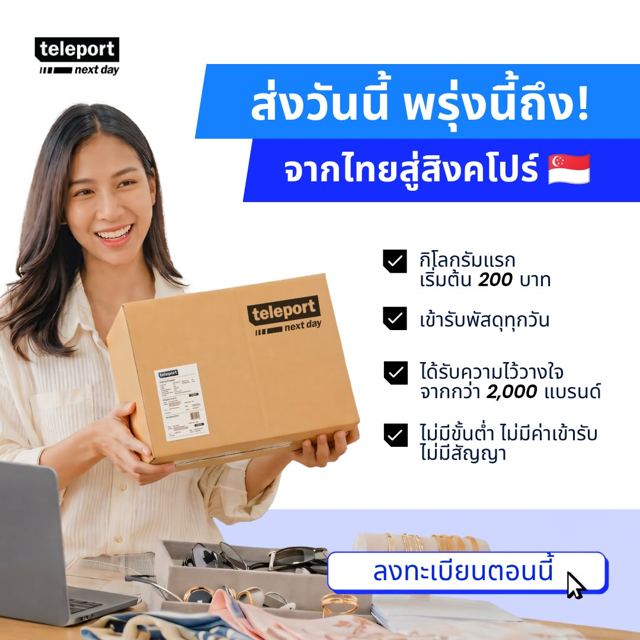 teleport
next day
ส่งวันนี้ พรุ่งนี้ถึง!
จากไทยสู่สิงคโปร์
กิโลกรัมแรก
เริ่มต้น 200 บาท
เข้ารับพัสดุทุกวัน
ได้รับความไว้วางใจ
จากกว่า 2,000 แบรนด์
ไม่มีขั้นต่ำ ไม่มีค่าเข้ารับ
ไม่มีสัญญา
teleport
next day
teleport
ลงทะเบียนตอนนี้